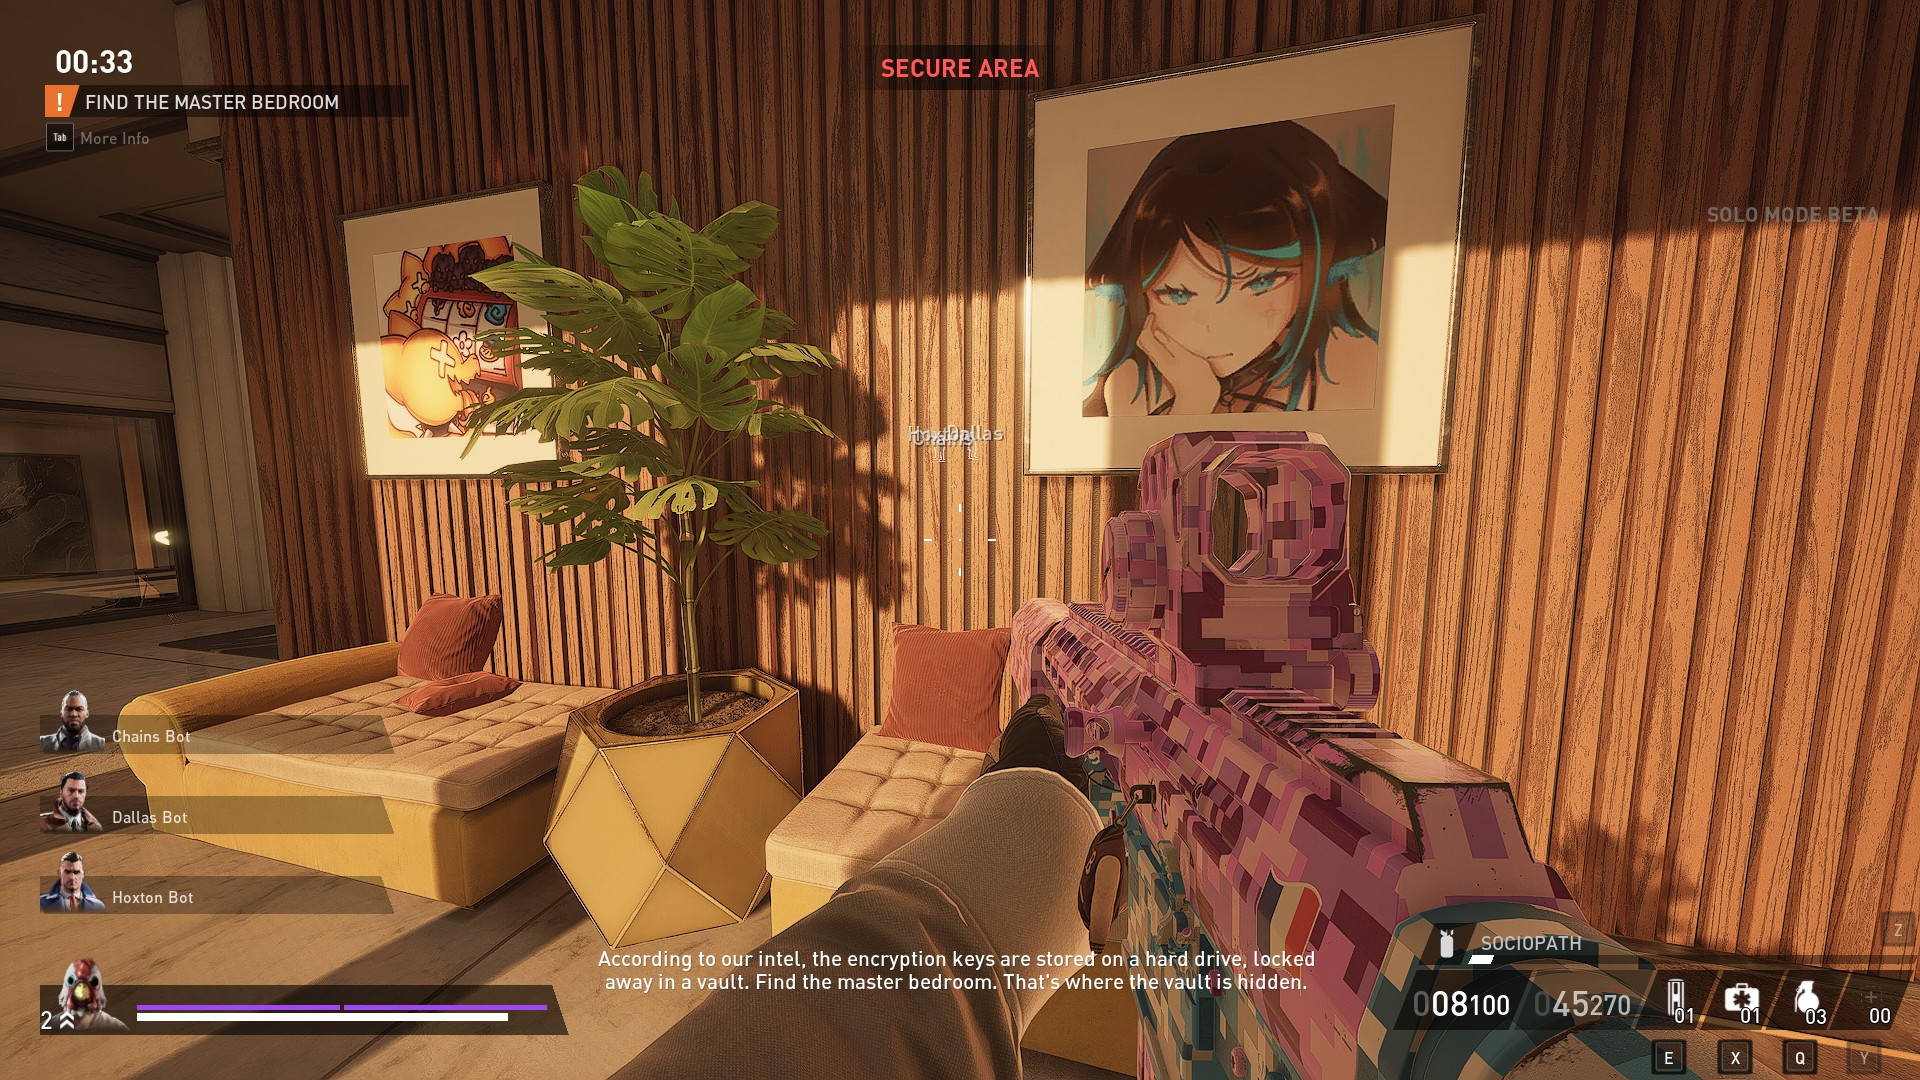 00:33
SECURE AREA
! FIND THE MASTER BEDROOM
Tab More Info
SOLO MODE BETA
Dallas
Chains Bot
Dallas Bot
Hoxton Bot
According to our intel, the encryption keys are stored on a hard drive, locked
away in a vault. Find the master bedroom. That's where the vault is hidden.
2
Z
SOCIOPATH
008100 045270 01 01 03 00
E X Q Y